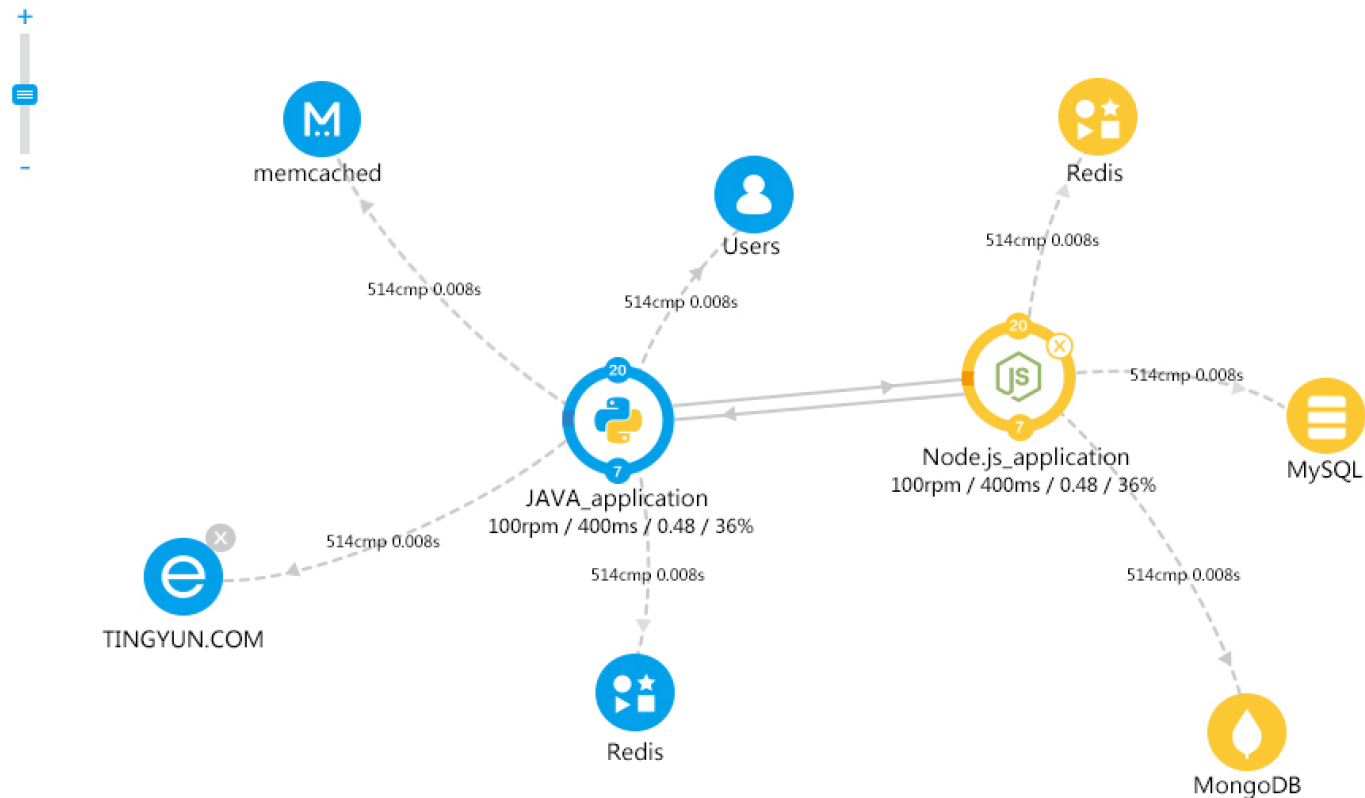 +
-
M
memcached
Redis
Users
514cmp 0.008s
514cmp 0.008s
514cmp 0.008s
20
JS
7
514cmp 0.008s
20
7
MySQL
Node.js_application
100rpm / 400ms / 0.48 / 36%
JAVA_application
100rpm / 400ms / 0.48 / 36%
514cmp 0.008s
514cmp 0.008s
514cmp 0.008s
e
TINGYUN.COM
Redis
MongoDB